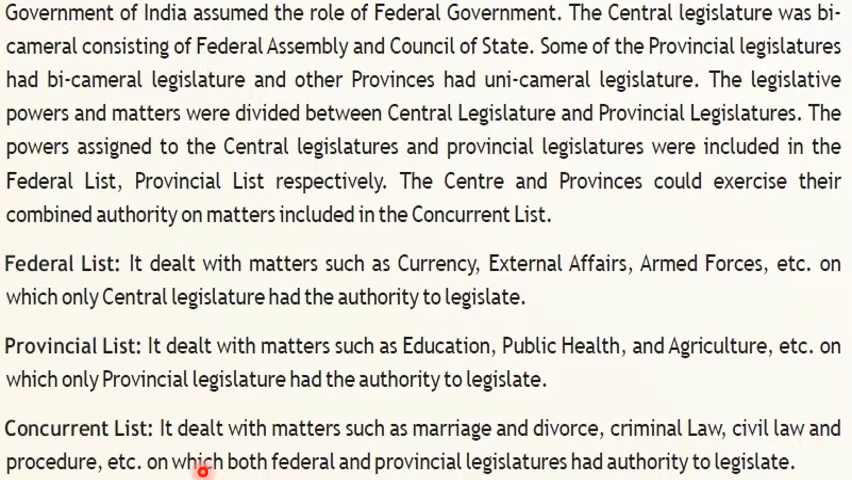 Government of India assumed the role of Federal Government. The Central legislature was bi-
cameral consisting of Federal Assembly and Council of State. Some of the Provincial legislatures
had bi-cameral legislature and other Provinces had uni-cameral legislature. The legislative
powers and matters were divided between Central Legislature and Provincial Legislatures. The
powers assigned to the Central legislatures and provincial legislatures were included in the
Federal List, Provincial List respectively. The Centre and Provinces could exercise their
combined authority on matters included in the Concurrent List.
Federal List: It dealt with matters such as Currency, External Affairs, Armed Forces, etc. on
which only Central legislature had the authority to legislate.
Provincial List: It dealt with matters such as Education, Public Health, and Agriculture, etc. on
which only Provincial legislature had the authority to legislate.
Concurrent List: It dealt with matters such as marriage and divorce, criminal Law, civil law and
procedure, etc. on which both federal and provincial legislatures had authority to legislate.